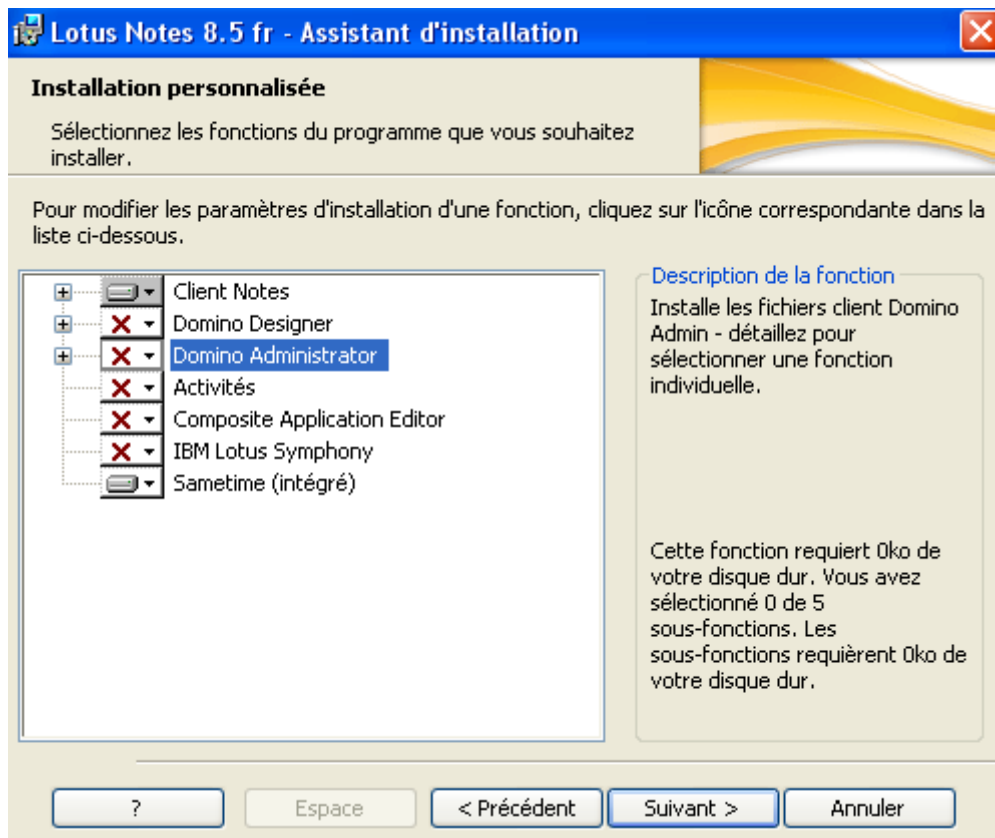 Lotus Notes 8.5 fr - Assistant d'installation
Installation personnalisée
Sélectionnez les fonctions du programme que vous souhaitez
installer.
Pour modifier les paramètres d'installation d'une fonction, cliquez sur l'icône correspondante dans la
liste ci-dessous.
Client Notes
Domino Designer
Domino Administrator
Activités
Composite Application Editor
IBM Lotus Symphony
Sametime (intégré)
Description de la fonction
Installe les fichiers client Domino
Admin - détaillez pour
sélectionner une fonction
individuelle.
Cette fonction requiert 0ko de
votre disque dur. Vous avez
sélectionné 0 de 5
sous-fonctions. Les
sous-fonctions requièrent 0ko de
votre disque dur.
?
Espace
< Précédent
Suivant >
Annuler